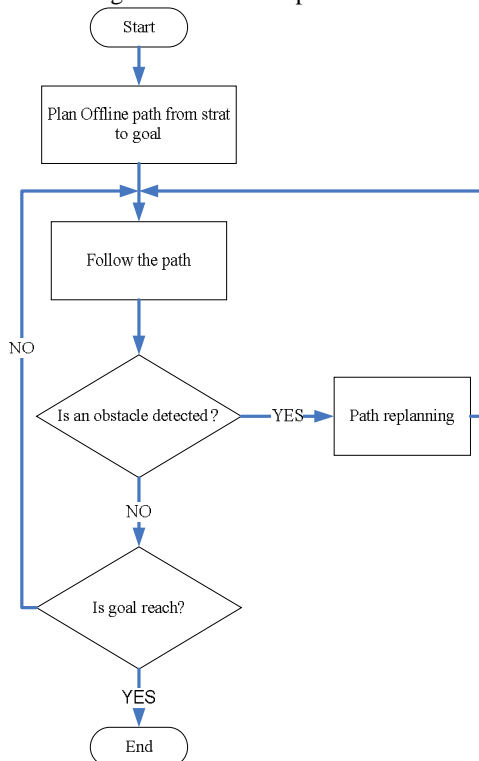 Start
Plan Offline path from strat
to goal
Follow the path
NO
Is an obstacle detected?
YES
Path replanning
NO
Is goal reach?
YES
End